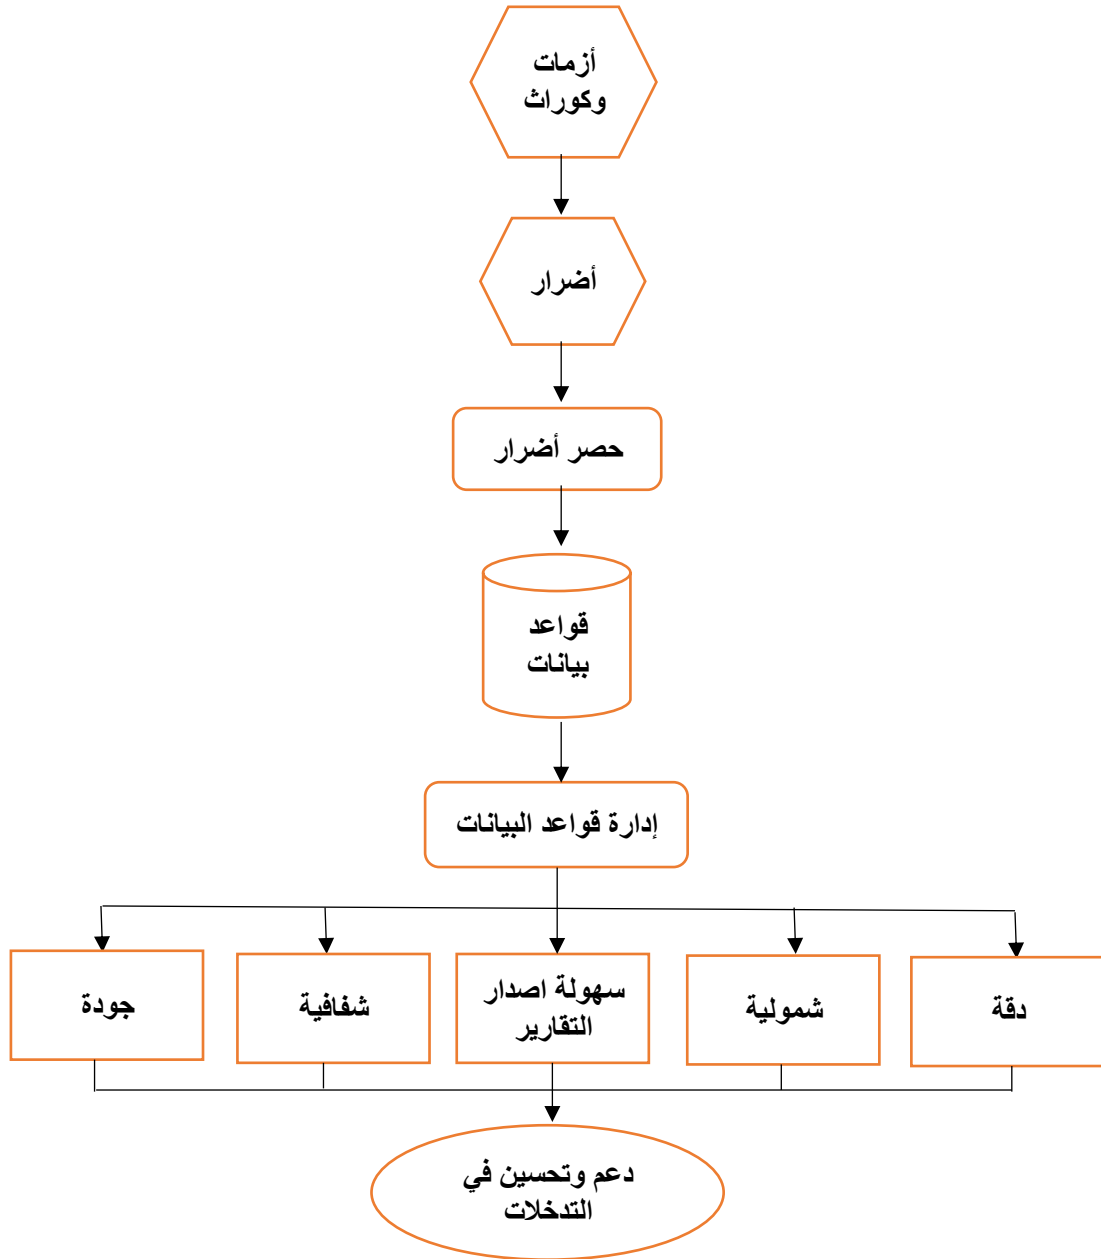 أزمات
وكوراث
أضرار
حصر أضرار
قواعد
بيانات
إدارة قواعد البيانات
دقة
شمولية
سهولة اصدار
التقارير
شفافية
جودة
دعم وتحسين في
التدخلات